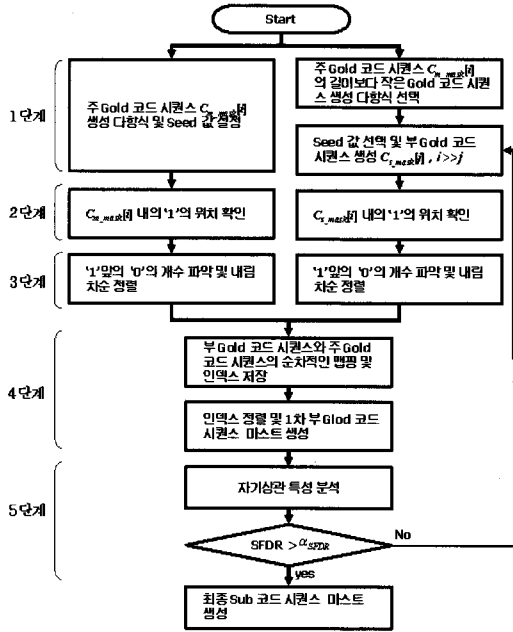 Start
1단계
주 Gold 코드 시퀀스 C_m_mask[i]
생성 다항식 및 Seed 값 결정
주 Gold 코드 시퀀스 C_m_mask[i]
의 길이보다 작은 Gold 코드 시퀀
스 생성 다항식 선택
Seed 값 선택 및 부 Gold 코드
시퀀스 생성 C_s_mask[j] , i>>j
2단계
C_m_mask[i] 내의 '1'의 위치 확인
C_s_mask[j] 내의 '1'의 위치 확인
3단계
'1'앞의 '0'의 개수 파악 및 내림
차순 정렬
'1'앞의 '0'의 개수 파악 및 내림
차순 정렬
4단계
부 Gold 코드 시퀀스와 주 Gold
코드 시퀀스의 순차적인 맵핑 및
인덱스 저장
인덱스 정렬 및 1차 부 Glod 코드
시퀀스 마스트 생성
5단계
자기상관 특성 분석
SFDR > α_SFDR
No
yes
최종 Sub 코드 시퀀스 마스트
생성